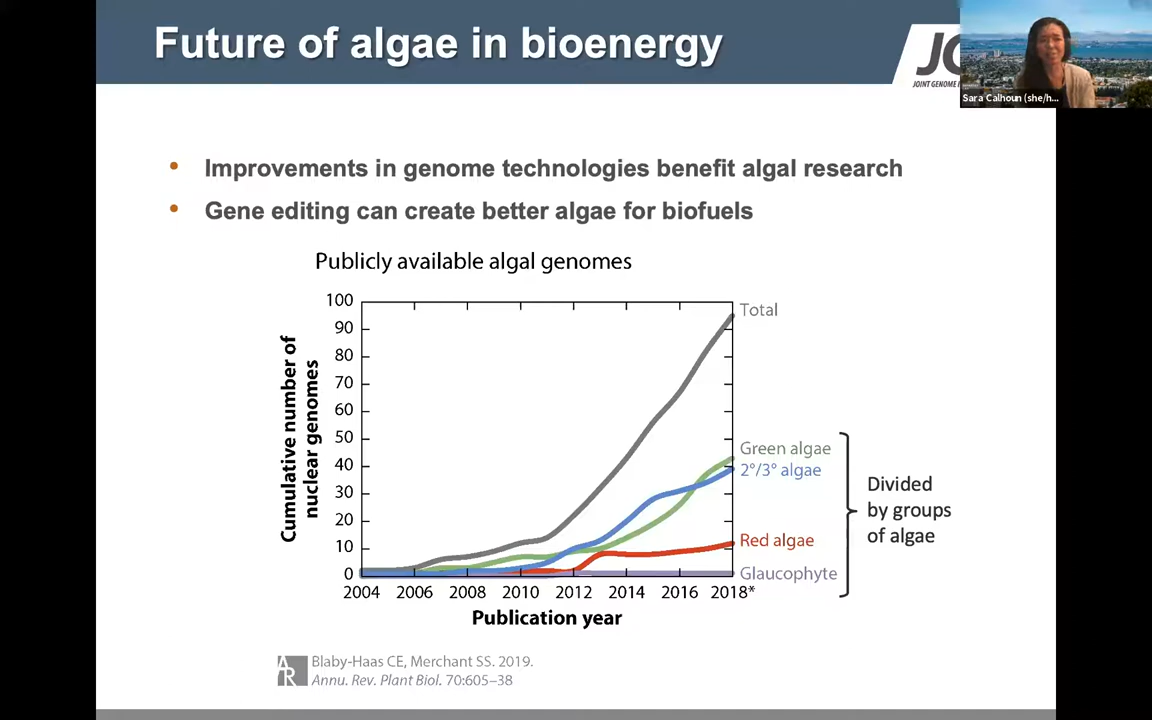 Future of algae in bioenergy
JOINT GENOME
Sara Calhoun (she/h...
• Improvements in genome technologies benefit algal research
• Gene editing can create better algae for biofuels
Publicly available algal genomes
Cumulative number of
nuclear genomes
100
90
80
70
60
50
40
30
20
10
0
2004 2006 2008 2010 2012 2014 2016 2018*
Publication year
Total
Green algae
2°/3° algae
Red algae
Glaucophyte
Divided
by groups
of algae
AR
Blaby-Haas CE, Merchant SS. 2019.
Annu. Rev. Plant Biol. 70:605–38